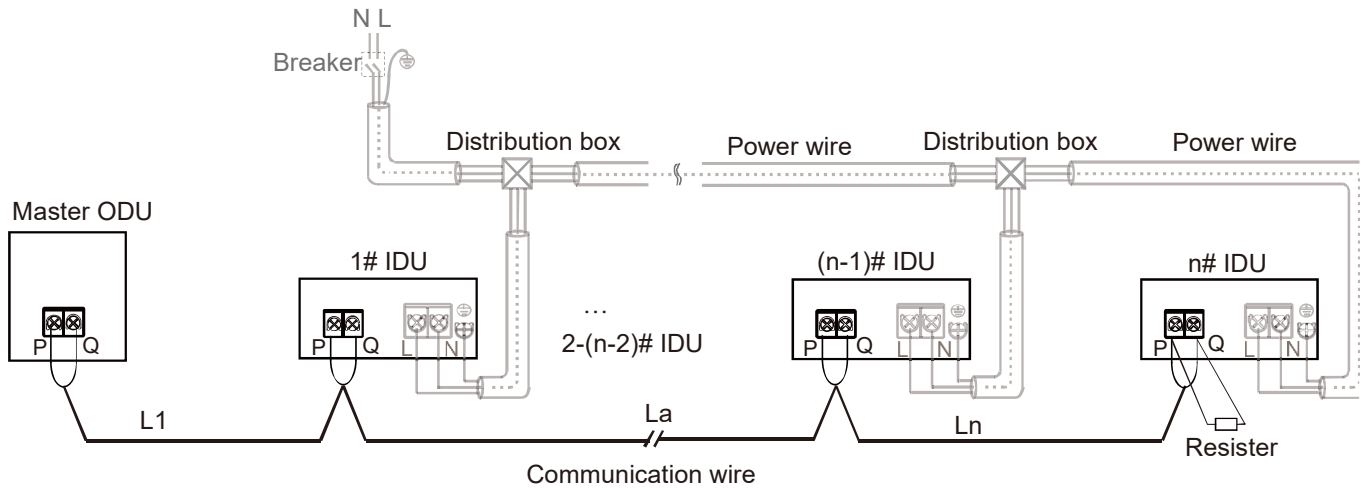 N L
Breaker
Distribution box
Power wire
Distribution box
Power wire
Master ODU
1# IDU
(n-1)# IDU
n# IDU
...
2-(n-2)# IDU
P Q
P Q L N
P Q L N
P Q L N
L1
La
Ln
Resister
Communication wire